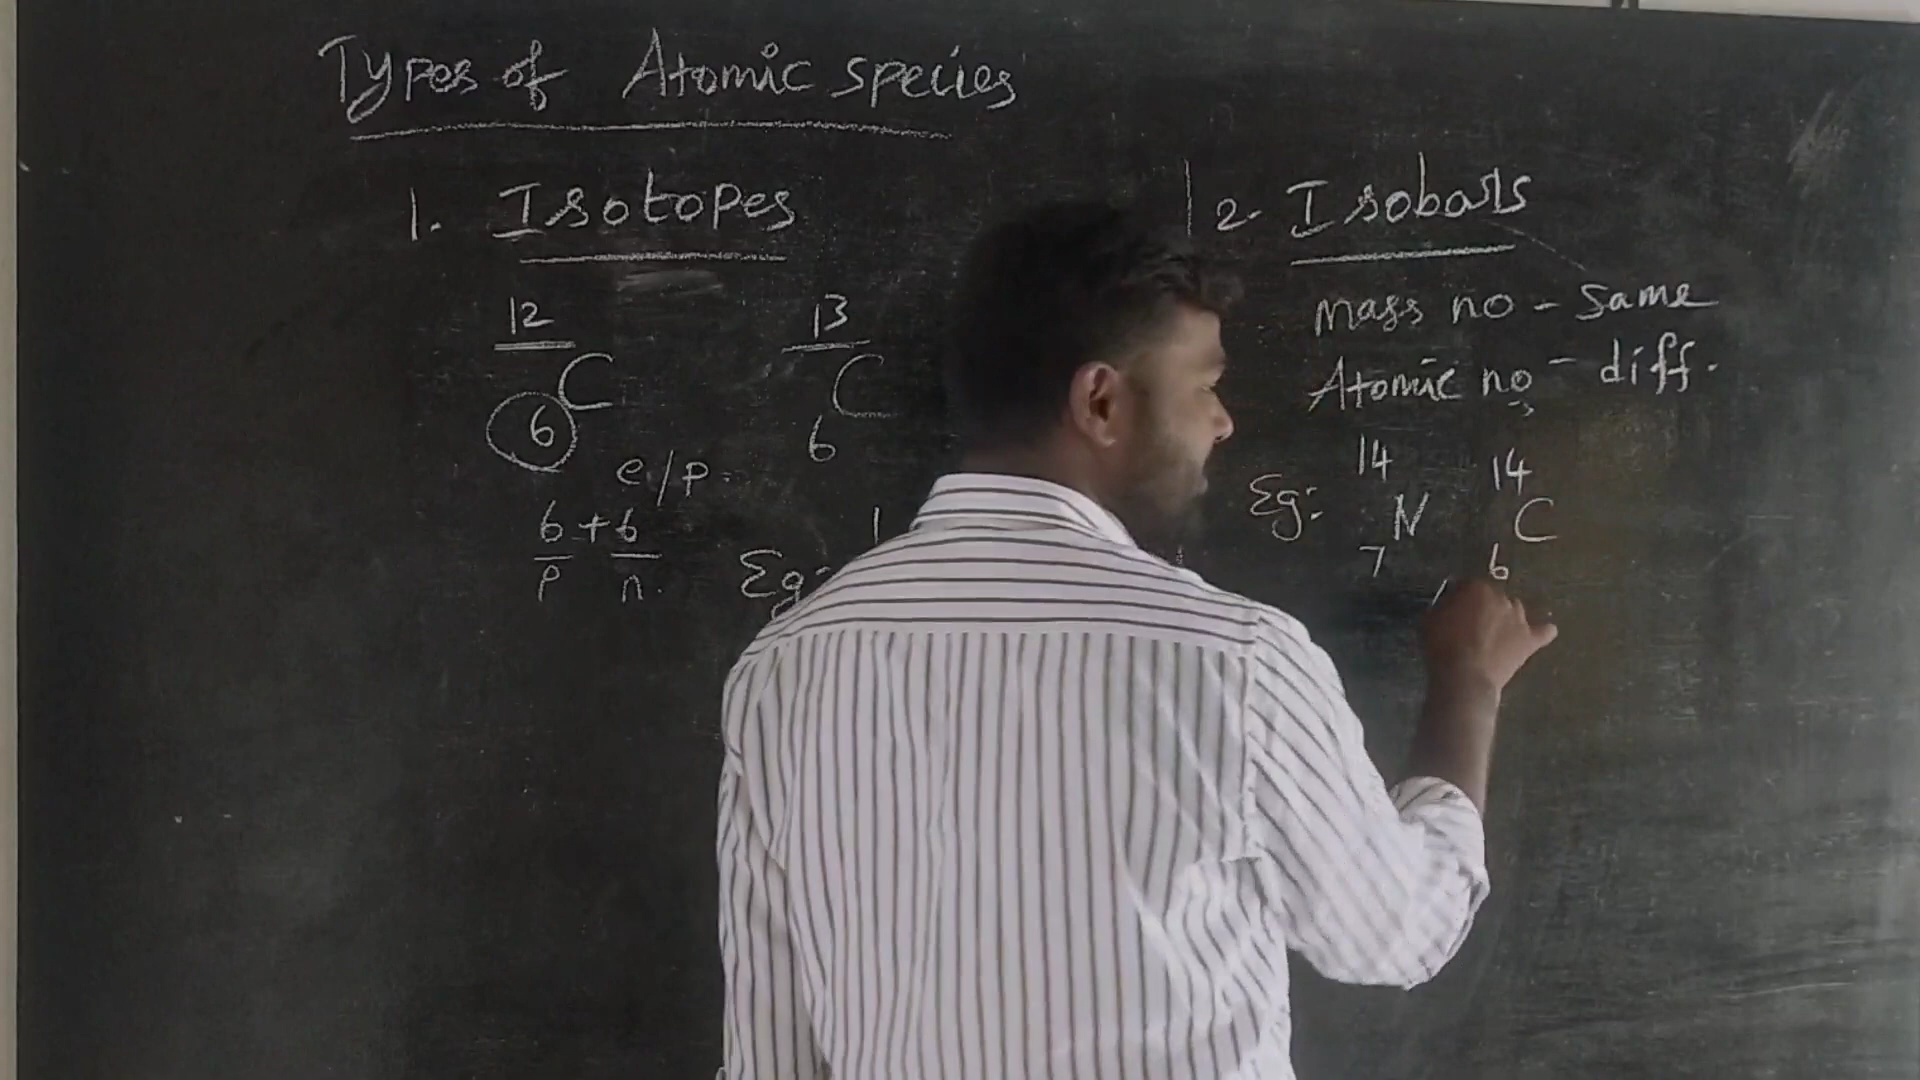 Types of Atomic species
1. Isotopes
12 13
C C
6 6
e/p
6 + 6
p n.
Eg:
1
2. Isobars
mass no - same
Atomic no - diff.
14 14
Eg: N C
7 6